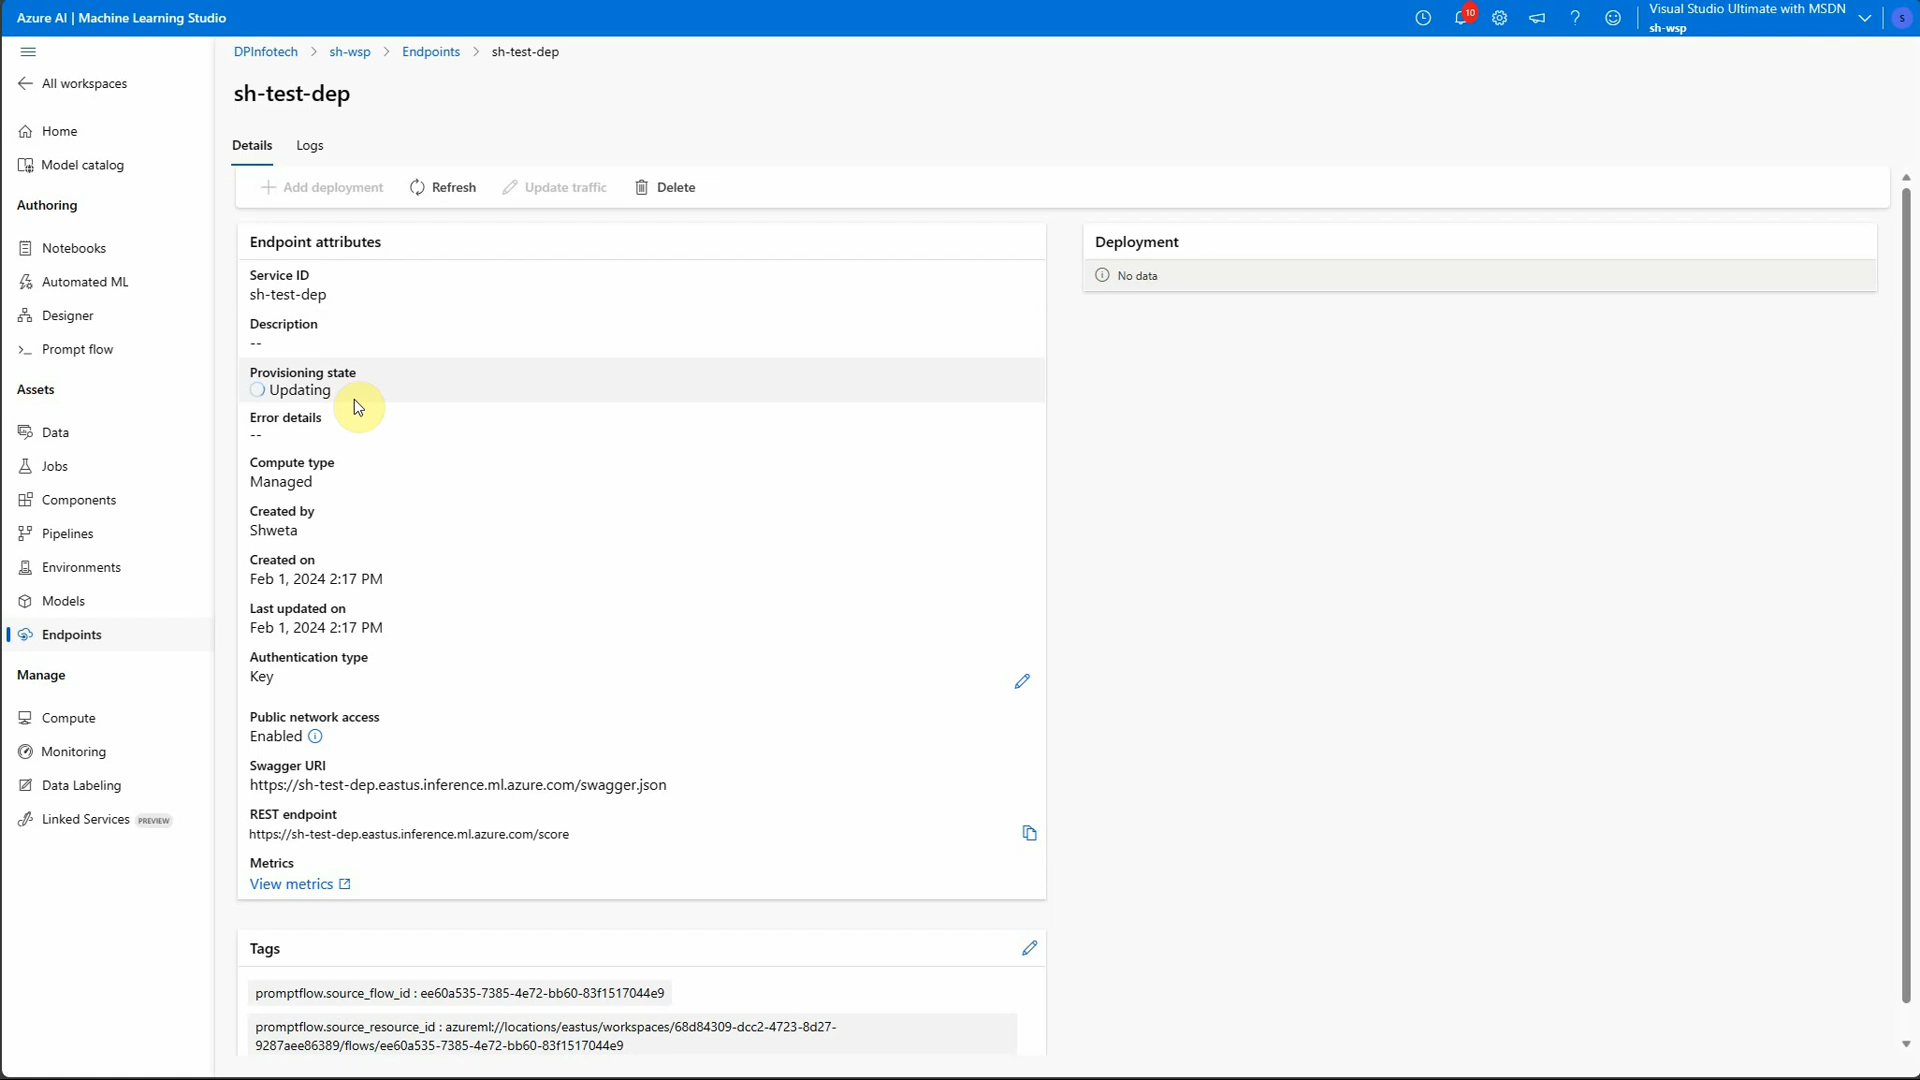 Azure AI | Machine Learning Studio
10
Visual Studio Ultimate with MSDN
sh-wsp
S
All workspaces
Home
Model catalog
Authoring
Notebooks
Automated ML
Designer
Prompt flow
Assets
Data
Jobs
Components
Pipelines
Environments
Models
Endpoints
Manage
Compute
Monitoring
Data Labeling
Linked Services PREVIEW
DPInfotech > sh-wsp > Endpoints > sh-test-dep
sh-test-dep
Details Logs
Add deployment Refresh Update traffic Delete
Endpoint attributes
Service ID
sh-test-dep
Description
--
Provisioning state
Updating
Error details
--
Compute type
Managed
Created by
Shweta
Created on
Feb 1, 2024 2:17 PM
Last updated on
Feb 1, 2024 2:17 PM
Authentication type
Key
Public network access
Enabled
Swagger URI
https://sh-test-dep.eastus.inference.ml.azure.com/swagger.json
REST endpoint
https://sh-test-dep.eastus.inference.ml.azure.com/score
Metrics
View metrics
Tags
promptflow.source_flow_id : ee60a535-7385-4e72-bb60-83f1517044e9
promptflow.source_resource_id : azureml://locations/eastus/workspaces/68d84309-dcc2-4723-8d27-
9287aee86389/flows/ee60a535-7385-4e72-bb60-83f1517044e9
Deployment
No data